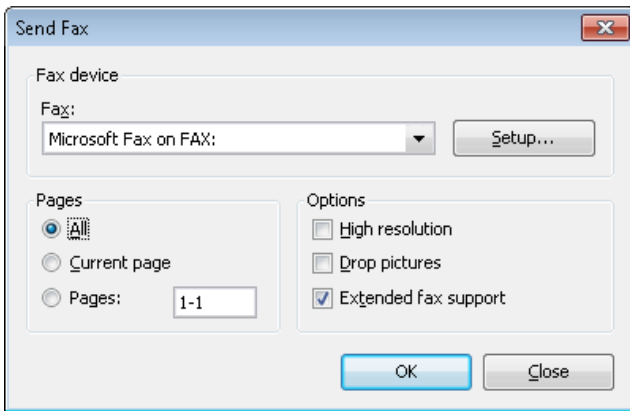 Send Fax
Fax device
Fax:
Microsoft Fax on FAX:
Setup...
Pages
All
Current page
Pages: 1-1
Options
High resolution
Drop pictures
Extended fax support
OK
Close